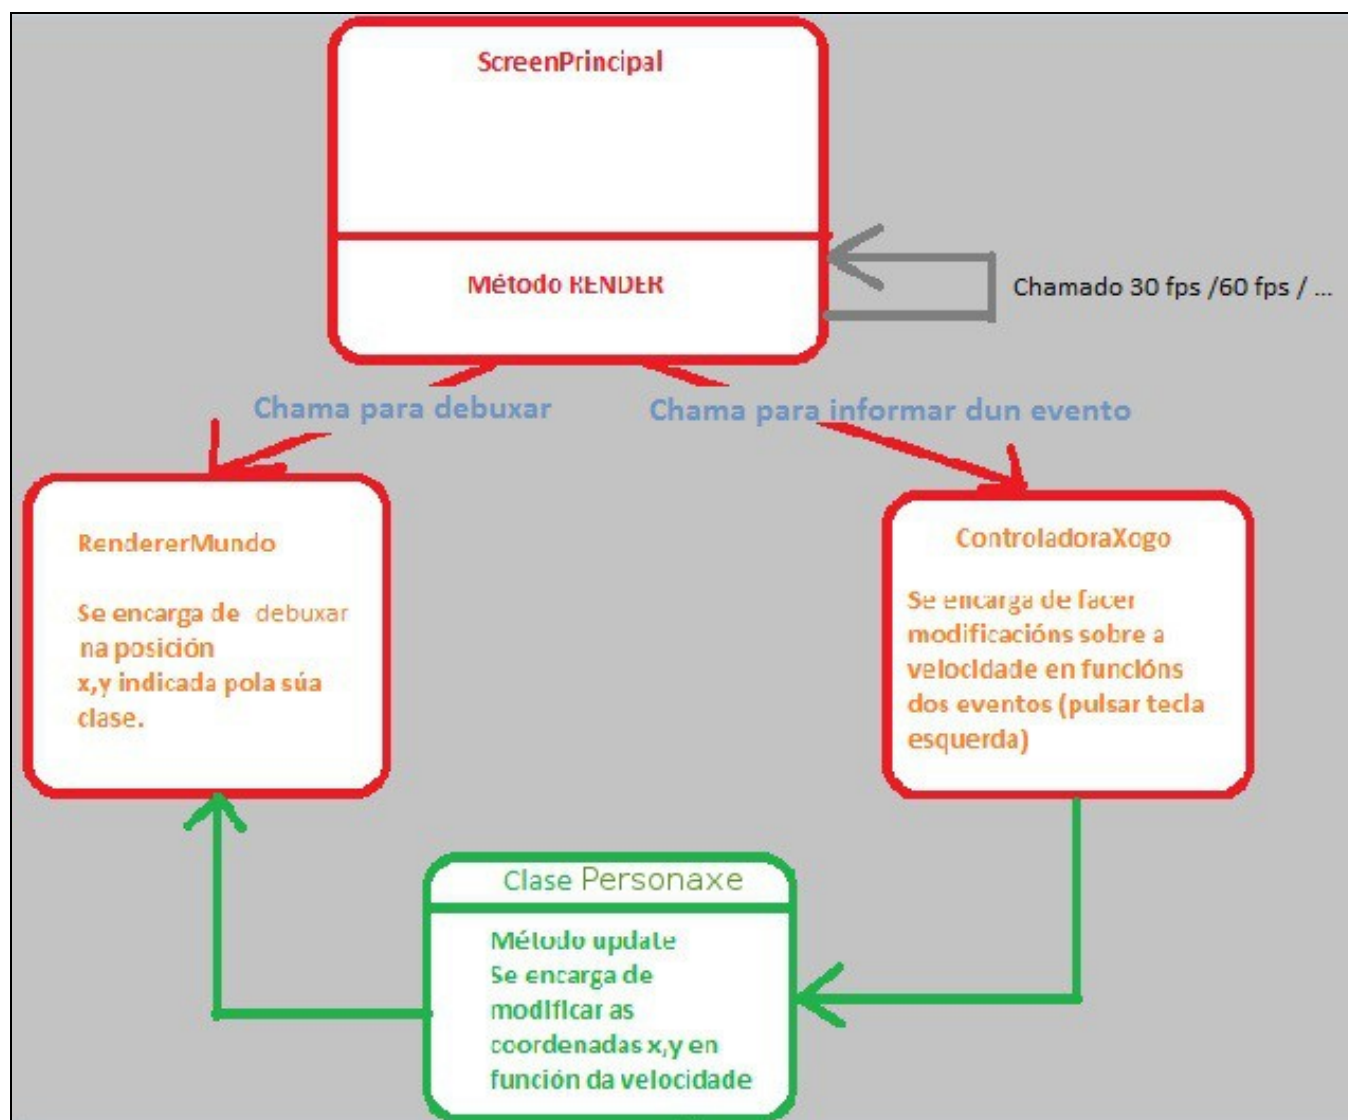 ScreenPrincipal
Método RENDER
Chamado 30 fps /60 fps / ...
Chama para debuxar
Chama para informar dun evento
RendererMundo
Se encarga de debuxar
na posición
x,y indicada pola súa
clase.
ControladoraXogo
Se encarga de facer
modificacións sobre a
velocidade en funcións
dos eventos (pulsar tecla
esquerda)
Clase Personaxe
Método update
Se encarga de
modificar as
coordenadas x,y en
función da velocidade